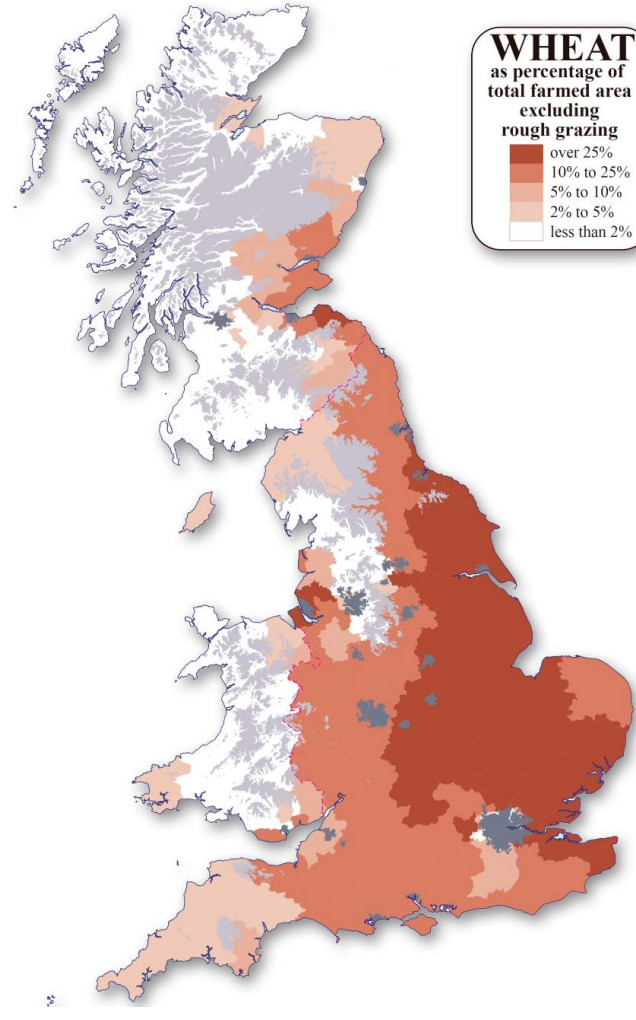 WHEAT
as percentage of
total farmed area
excluding
rough grazing
over 25%
10% to 25%
5% to 10%
2% to 5%
less than 2%